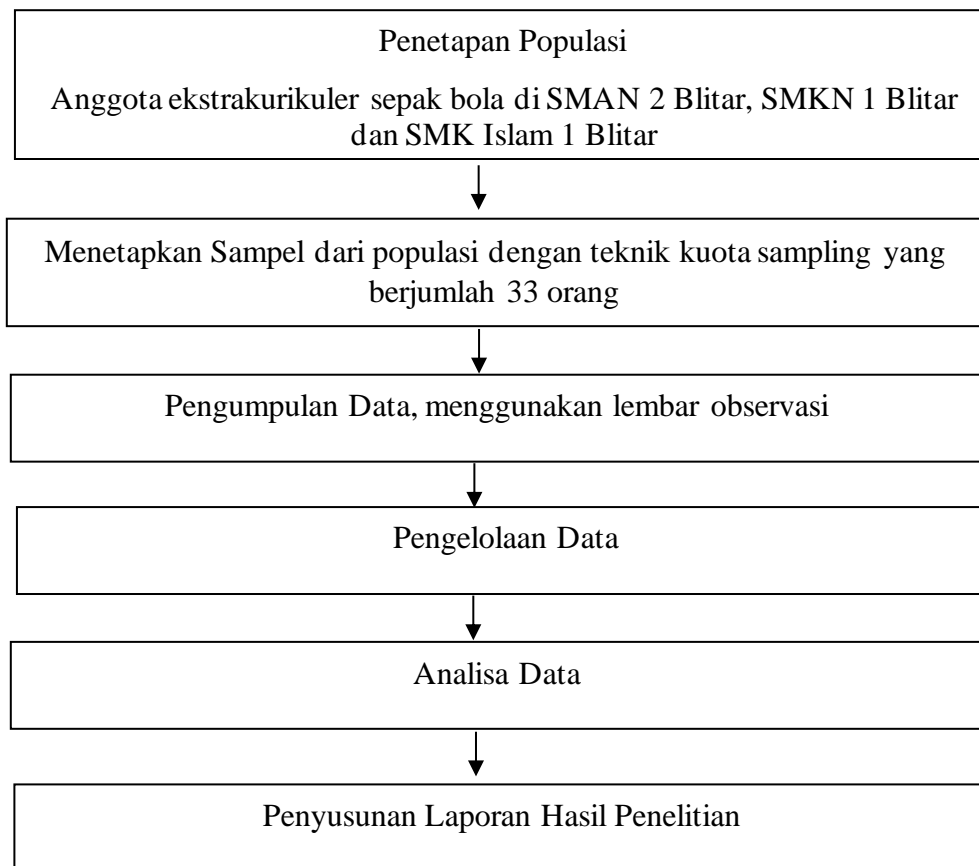 Penetapan Populasi
Anggota ekstrakurikuler sepak bola di SMAN 2 Blitar, SMKN 1 Blitar
dan SMK Islam 1 Blitar
Menetapkan Sampel dari populasi dengan teknik kuota sampling yang
berjumlah 33 orang
Pengumpulan Data, menggunakan lembar observasi
Pengelolaan Data
Analisa Data
Penyusunan Laporan Hasil Penelitian